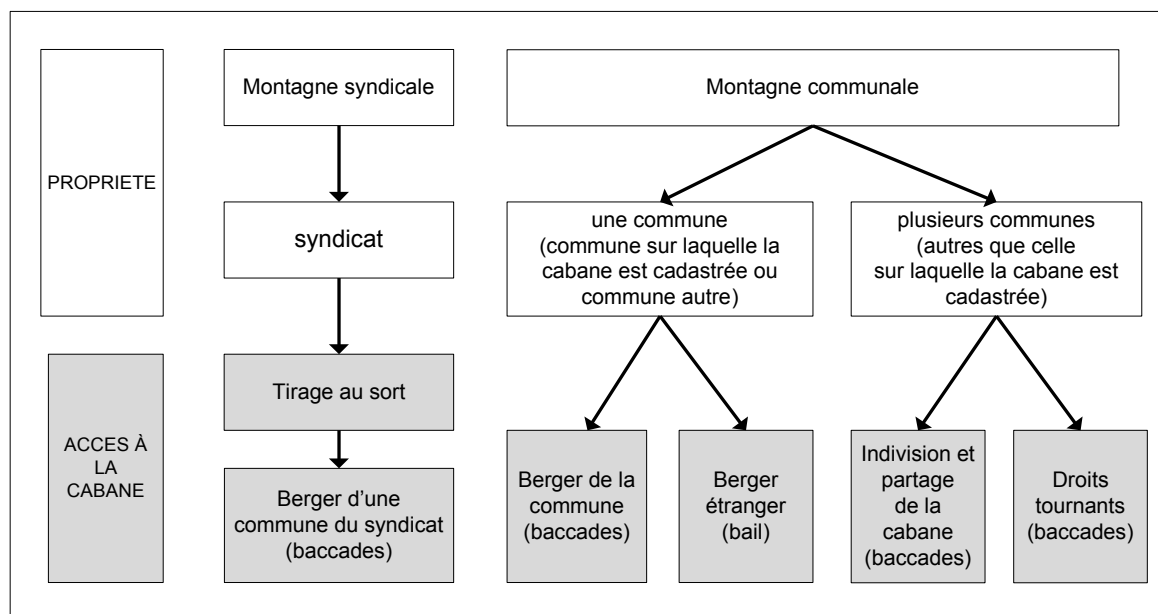 PROPRIETE
Montagne syndicale
Montagne communale
syndicat
une commune
(commune sur laquelle la
cabane est cadastrée ou
commune autre)
plusieurs communes
(autres que celle
sur laquelle la cabane est
cadastrée)
ACCES À
LA
CABANE
Tirage au sort
Berger d'une
commune du syndicat
(baccades)
Berger de la
commune
(baccades)
Berger
étranger
(bail)
Indivision et
partage
de la
cabane
(baccades)
Droits
tournants
(baccades)